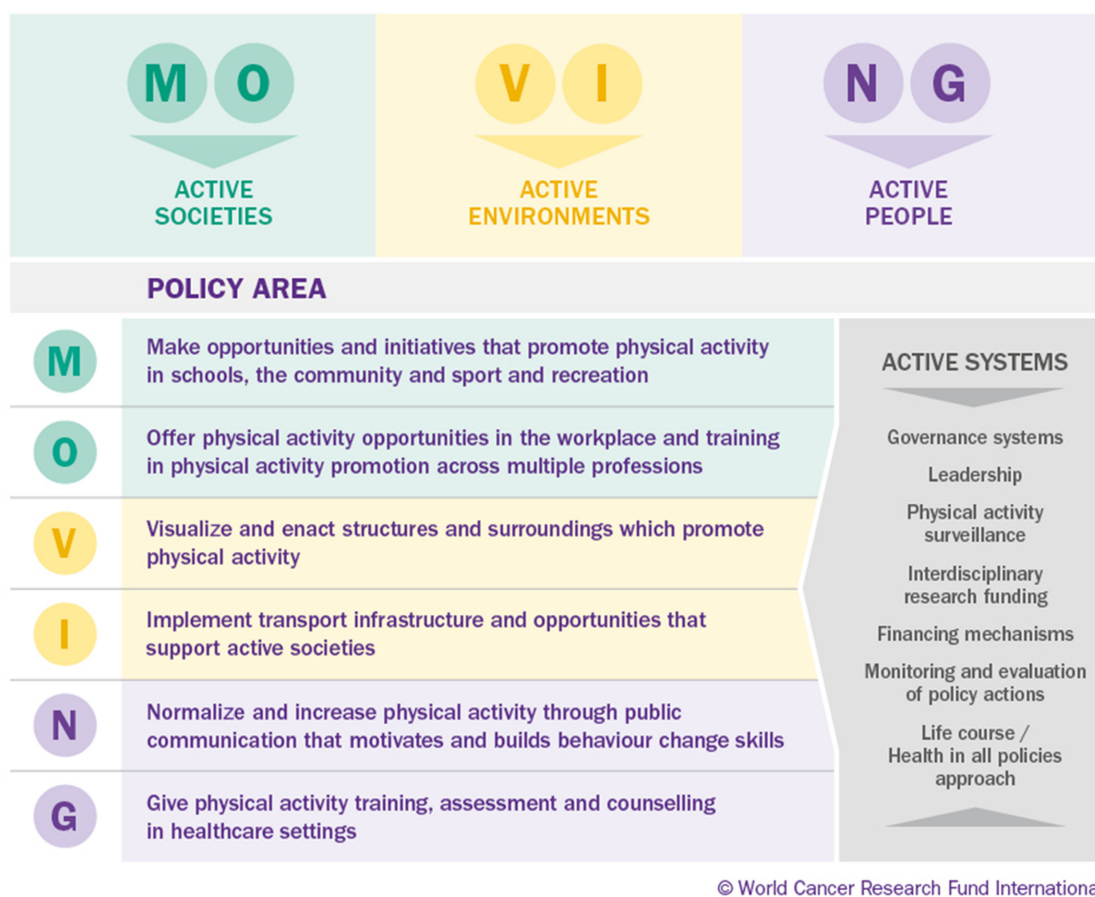 M O
V I
N G
ACTIVE
SOCIETIES
ACTIVE
ENVIRONMENTS
ACTIVE
PEOPLE
POLICY AREA
M
Make opportunities and initiatives that promote physical activity
in schools, the community and sport and recreation
O
Offer physical activity opportunities in the workplace and training
in physical activity promotion across multiple professions
V
Visualize and enact structures and surroundings which promote
physical activity
I
Implement transport infrastructure and opportunities that
support active societies
N
Normalize and increase physical activity through public
communication that motivates and builds behaviour change skills
G
Give physical activity training, assessment and counselling
in healthcare settings
ACTIVE SYSTEMS
Governance systems
Leadership
Physical activity
surveillance
Interdisciplinary
research funding
Financing mechanisms
Monitoring and evaluation
of policy actions
Life course /
Health in all policies
approach
© World Cancer Research Fund Internationa